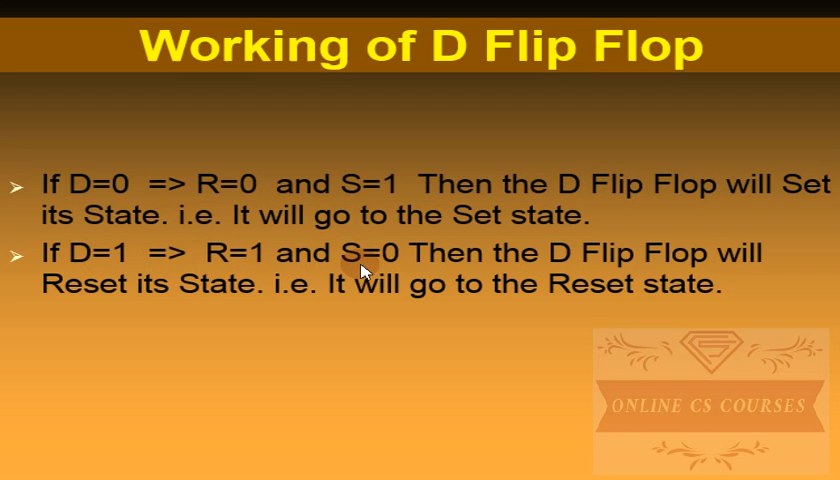 Working of D Flip Flop
If D=0 => R=0 and S=1 Then the D Flip Flop will Set
its State. i.e. It will go to the Set state.
If D=1 => R=1 and S=0 Then the D Flip Flop will
Reset its State. i.e. It will go to the Reset state.
ONLINE CS COURSES